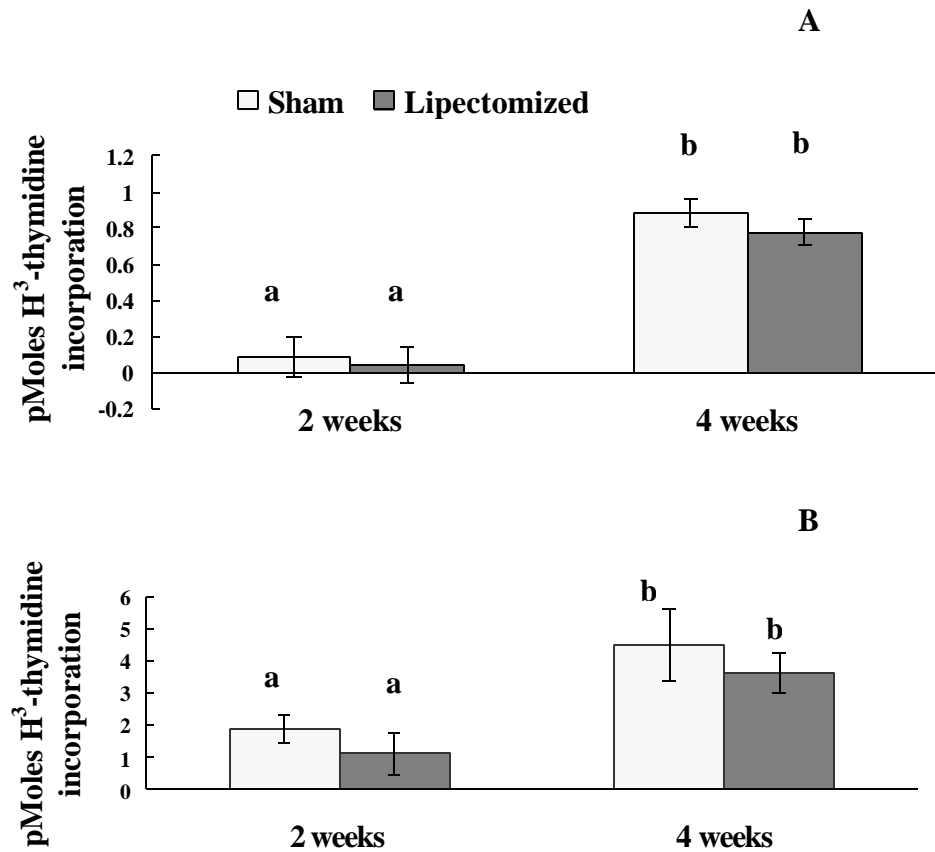 A
Sham Lipectomized
pMoles H³-thymidine
incorporation
1.2
1
0.8
0.6
0.4
0.2
0
-0.2
a
a
b
b
2 weeks
4 weeks
B
pMoles H³-thymidine
incorporation
6
5
4
3
2
1
0
a
a
b
b
2 weeks
4 weeks